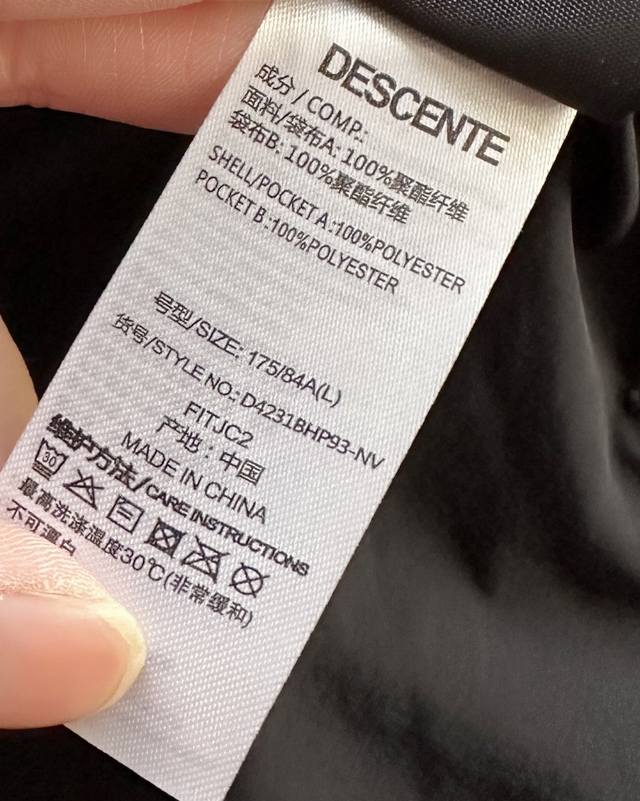 DESCENTE
成分/COMP.:
面料/袋布A: 100%聚酯纤维
袋布B: 100%聚酯纤维
SHELL/POCKET A :100%POLYESTER
POCKET B :100%POLYESTER
号型/SIZE: 175/84A(L)
货号/STYLE NO.: D4231BHP93-NV
FITJC2
产地：中国
MADE IN CHINA
维护方法/CARE INSTRUCTIONS
30
最高洗涤温度30℃(非常缓和)
不可漂白